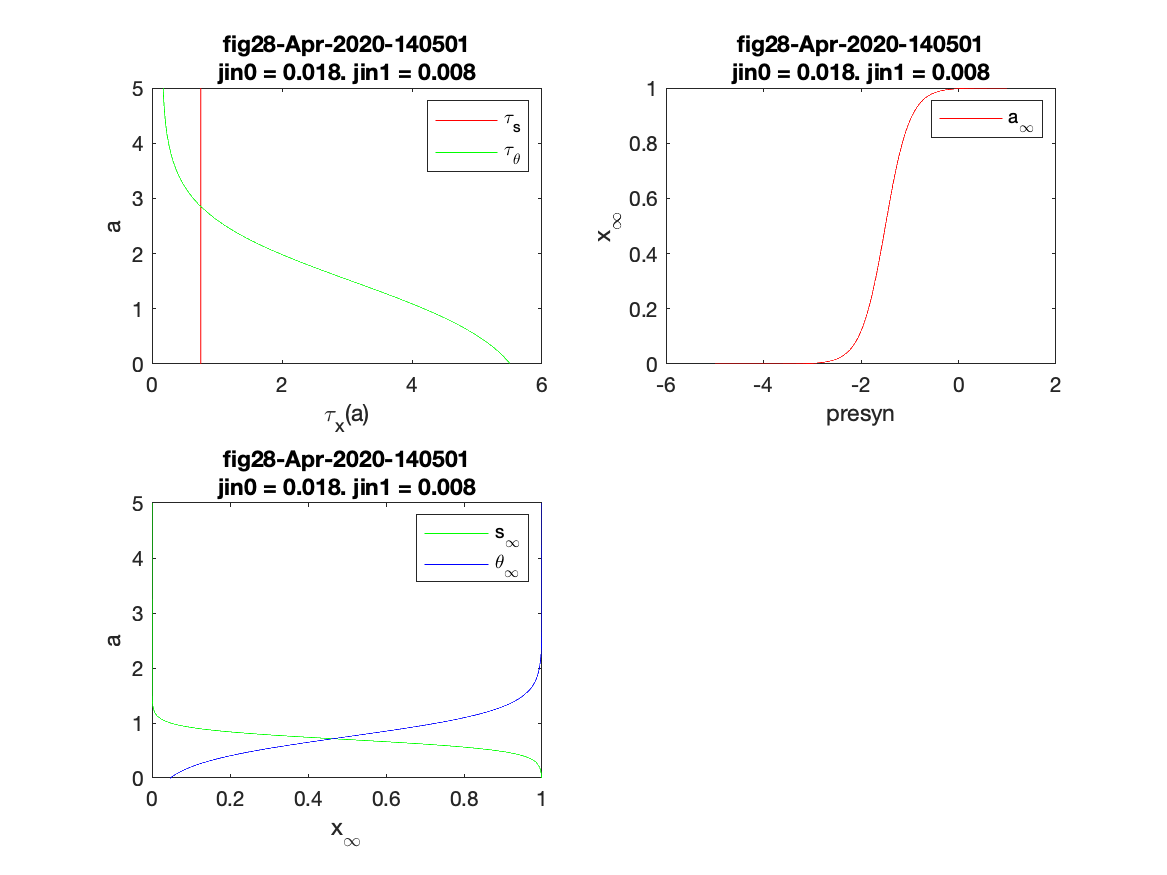 fig28-Apr-2020-140501
jin0 = 0.018. jin1 = 0.008
5
4
3
2
1
0
0
2
4
6
a
τx(a)
τs
τθ
fig28-Apr-2020-140501
jin0 = 0.018. jin1 = 0.008
1
0.8
0.6
0.4
0.2
0
-6
-4
-2
0
2
x∞
presyn
a∞
fig28-Apr-2020-140501
jin0 = 0.018. jin1 = 0.008
5
4
3
2
1
0
0
0.2
0.4
0.6
0.8
1
a
x∞
s∞
θ∞